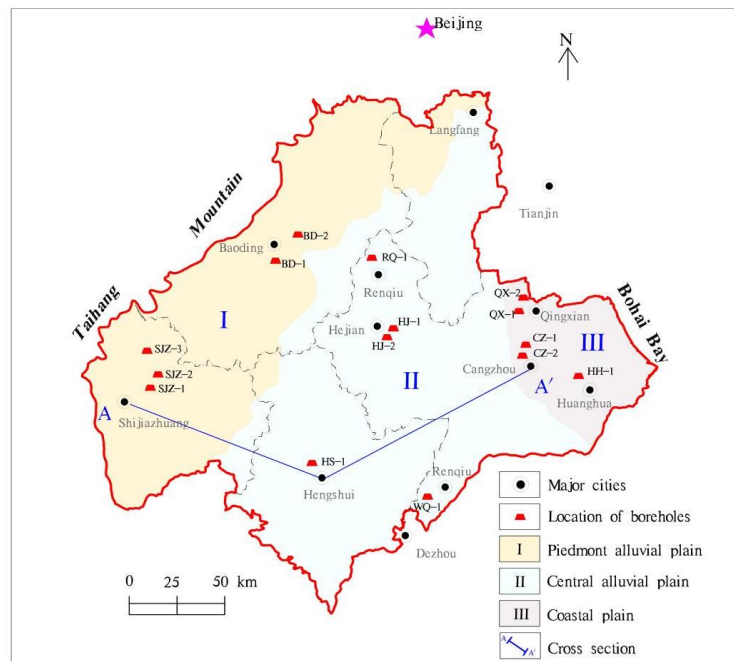 Beijing
N
Langfang
Tianjin
Mountain
Taihang
Bohai Bay
BD-2
Baoding
BD-1
RQ-1
Renqiu
I
QX-2
QX-1
Qingxian
HJ-1
Hejian
HJ-2
CZ-1
CZ-2
III
SJZ-3
SJZ-2
SJZ-1
II
Cangzhou
A′
HH-1
Huanghua
A
Shijiazhuang
HS-1
Hengshui
Renqiu
WQ-1
Dezhou
Major cities
Location of boreholes
I Piedmont alluvial plain
II Central alluvial plain
III Coastal plain
A A′ Cross section
0 25 50 km